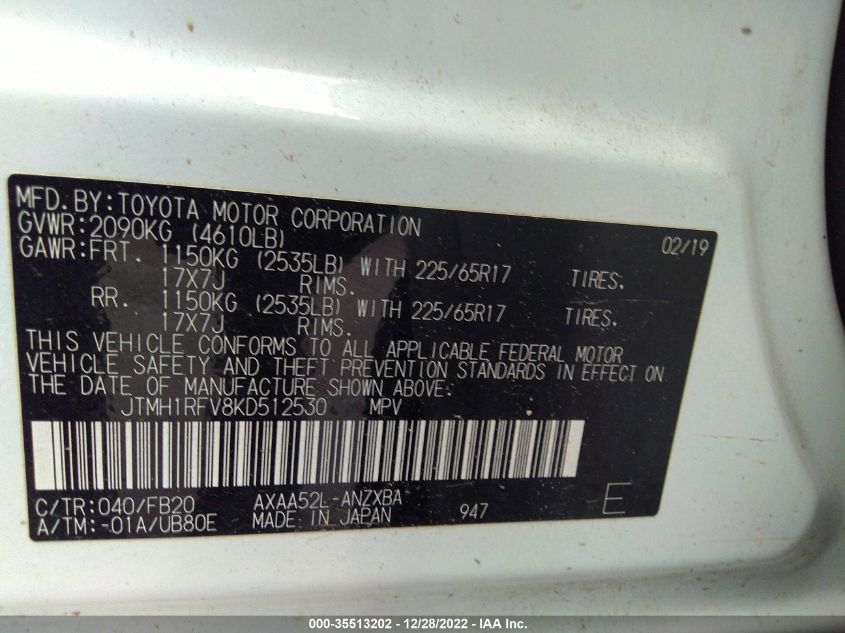 MFD.BY:TOYOTA MOTOR CORPORATION 02/19
GVWR:2090KG (4610LB)
GAWR:FRT. 1150KG (2535LB) WITH 225/65R17 TIRES.
17X7J RIMS.
RR. 1150KG (2535LB) WITH 225/65R17 TIRES.
17X7J RIMS.
THIS VEHICLE CONFORMS TO ALL APPLICABLE FEDERAL MOTOR
VEHICLE SAFETY AND THEFT PREVENTION STANDARDS IN EFFECT ON
THE DATE OF MANUFACTURE SHOWN ABOVE.
JTMH1RFV8KD512530 MPV
C/TR:040/FB20 AXAA52L-ANZXBA
A/TM:-01A/UB80E MADE IN JAPAN 947 E
000-35513202 - 12/28/2022 - IAA Inc.